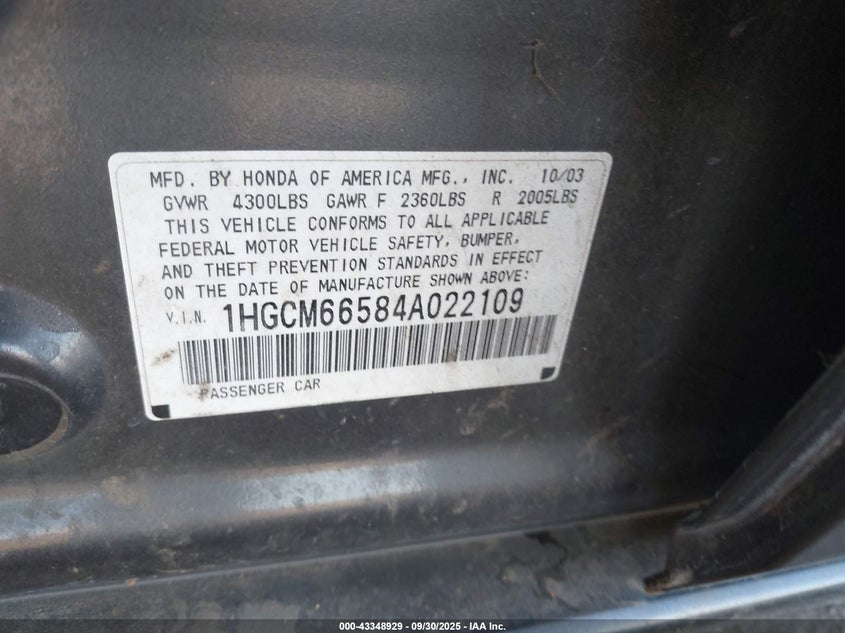 MFD. BY HONDA OF AMERICA MFG., INC. 10/03
GVWR 4300LBS GAWR F 2360LBS R 2005LBS
THIS VEHICLE CONFORMS TO ALL APPLICABLE
FEDERAL MOTOR VEHICLE SAFETY, BUMPER,
AND THEFT PREVENTION STANDARDS IN EFFECT
ON THE DATE OF MANUFACTURE SHOWN ABOVE:
V.I.N. 1HGCM66584A022109
PASSENGER CAR
000-43348929 - 09/30/2025 - IAA Inc.